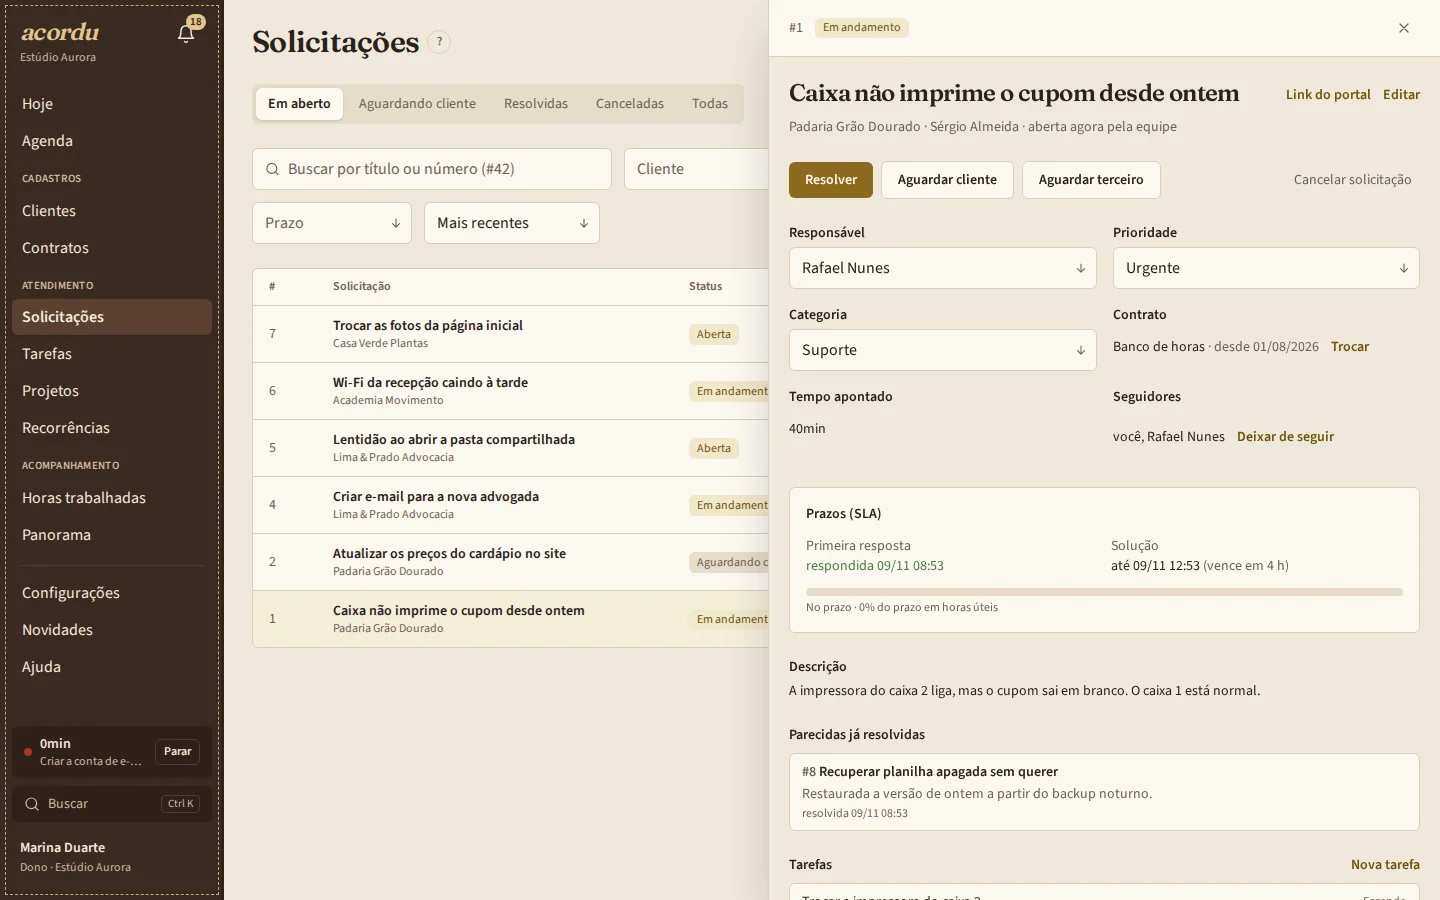 acordu
18
Estúdio Aurora
Hoje
Agenda
CADASTROS
Clientes
Contratos
ATENDIMENTO
Solicitações
Tarefas
Projetos
Recorrências
ACOMPANHAMENTO
Horas trabalhadas
Panorama
Configurações
Novidades
Ajuda
0min
Criar a conta de e-...
Parar
Buscar
Ctrl K
Marina Duarte
Dono · Estúdio Aurora
Solicitações ?
Em aberto Aguardando cliente Resolvidas Canceladas Todas
Buscar por título ou número (#42)
Cliente
Prazo
Mais recentes
# Solicitação Status
7 Trocar as fotos da página inicial Aberta
Casa Verde Plantas
6 Wi-Fi da recepção caindo à tarde Em andament
Academia Movimento
5 Lentidão ao abrir a pasta compartilhada Aberta
Lima & Prado Advocacia
4 Criar e-mail para a nova advogada Em andament
Lima & Prado Advocacia
2 Atualizar os preços do cardápio no site Aguardando c
Padaria Grão Dourado
1 Caixa não imprime o cupom desde ontem Em andament
Padaria Grão Dourado
#1 Em andamento
Caixa não imprime o cupom desde ontem
Link do portal Editar
Padaria Grão Dourado · Sérgio Almeida · aberta agora pela equipe
Resolver Aguardar cliente Aguardar terceiro Cancelar solicitação
Responsável Prioridade
Rafael Nunes Urgente
Categoria Contrato
Suporte
Banco de horas · desde 01/08/2026 Trocar
Tempo apontado Seguidores
40min
você, Rafael Nunes Deixar de seguir
Prazos (SLA)
Primeira resposta Solução
respondida 09/11 08:53 até 09/11 12:53 (vence em 4 h)
No prazo · 0% do prazo em horas úteis
Descrição
A impressora do caixa 2 liga, mas o cupom sai em branco. O caixa 1 está normal.
Parecidas já resolvidas
#8 Recuperar planilha apagada sem querer
Restaurada a versão de ontem a partir do backup noturno.
resolvida 09/11 08:53
Tarefas Nova tarefa